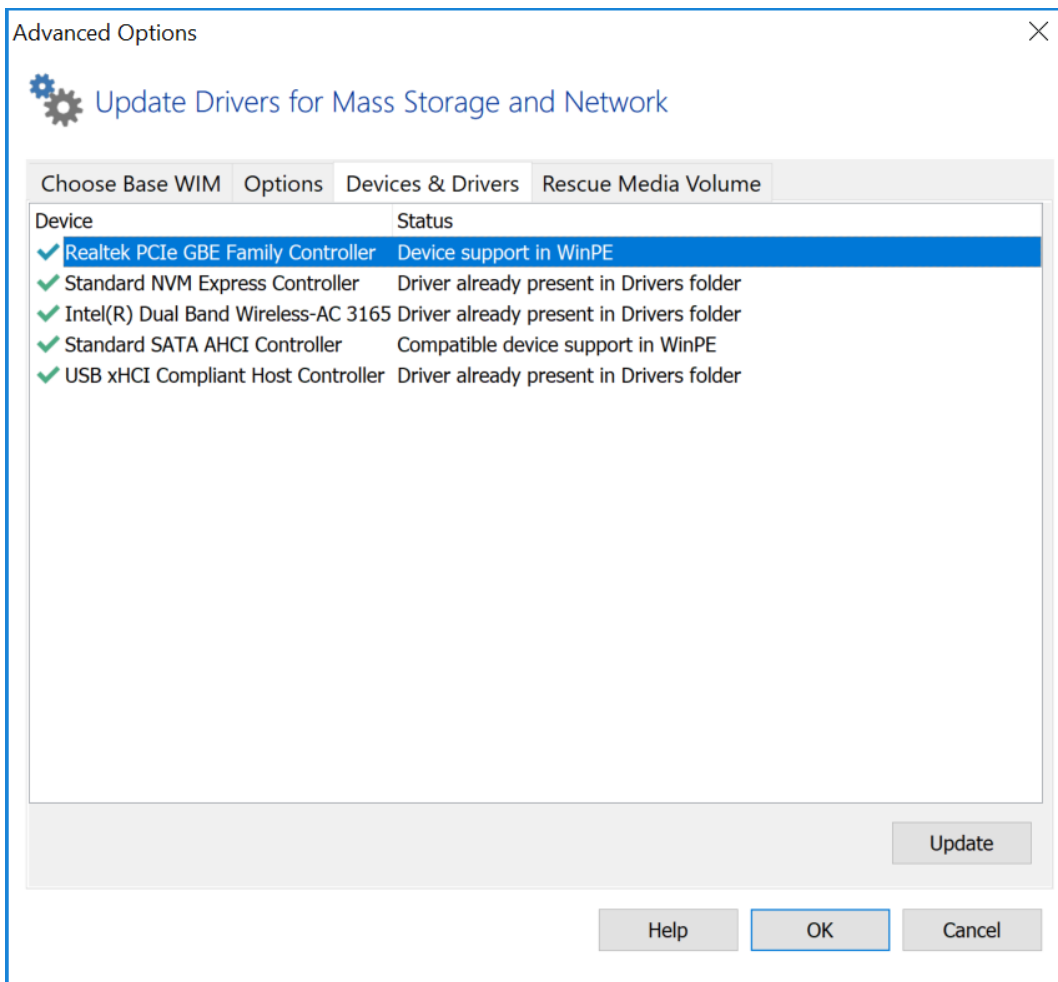 Advanced Options
Update Drivers for Mass Storage and Network
Choose Base WIM Options Devices & Drivers Rescue Media Volume
Device Status
Realtek PCIe GBE Family Controller Device support in WinPE
Standard NVM Express Controller Driver already present in Drivers folder
Intel(R) Dual Band Wireless-AC 3165 Driver already present in Drivers folder
Standard SATA AHCI Controller Compatible device support in WinPE
USB xHCI Compliant Host Controller Driver already present in Drivers folder
Update
Help OK Cancel